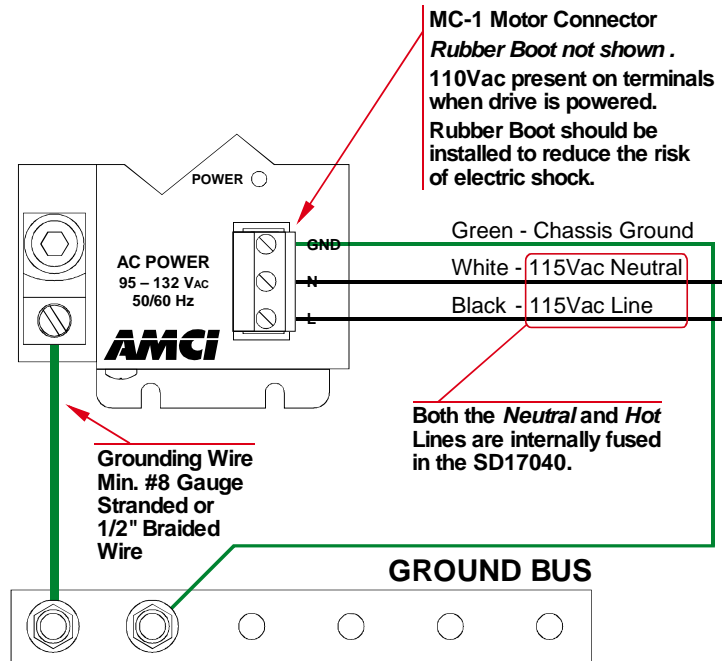 MC-1 Motor Connector
Rubber Boot not shown .
110Vac present on terminals
when drive is powered.
Rubber Boot should be
installed to reduce the risk
of electric shock.
POWER
GND
N
L
AC POWER
95 – 132 VAC
50/60 Hz
AMCI
Green - Chassis Ground
White - 115Vac Neutral
Black - 115Vac Line
Both the Neutral and Hot
Lines are internally fused
in the SD17040.
Grounding Wire
Min. #8 Gauge
Stranded or
1/2" Braided
Wire
GROUND BUS